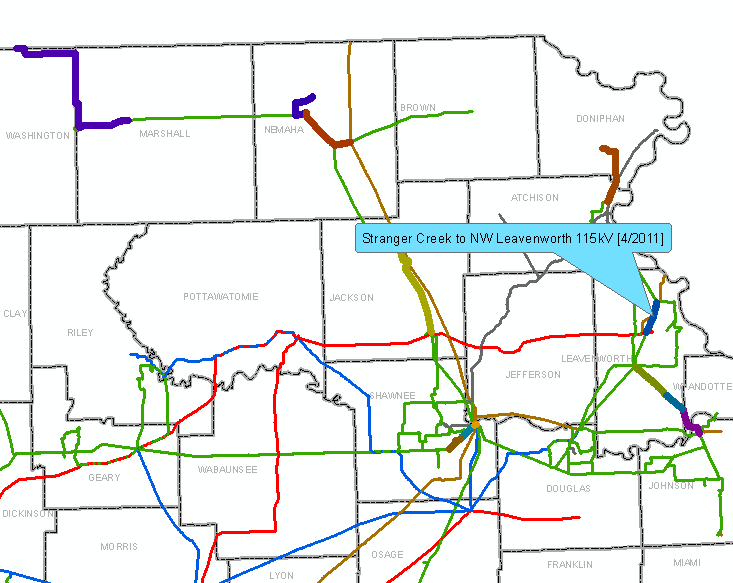 BROWN
DONIPHAN
WASHINGTON
MARSHALL
NEMAHA
ATCHISON
Stranger Creek to NW Leavenworth 115kV [4/2011]
POTTAWATOMIE
JACKSON
CLAY
RILEY
LEAVENWORTH
JEFFERSON
WYANDOTTE
SHAWNEE
WABAUNSEE
GEARY
DOUGLAS
JOHNSON
DICKINSON
MORRIS
OSAGE
FRANKLIN
MIAMI
LYON